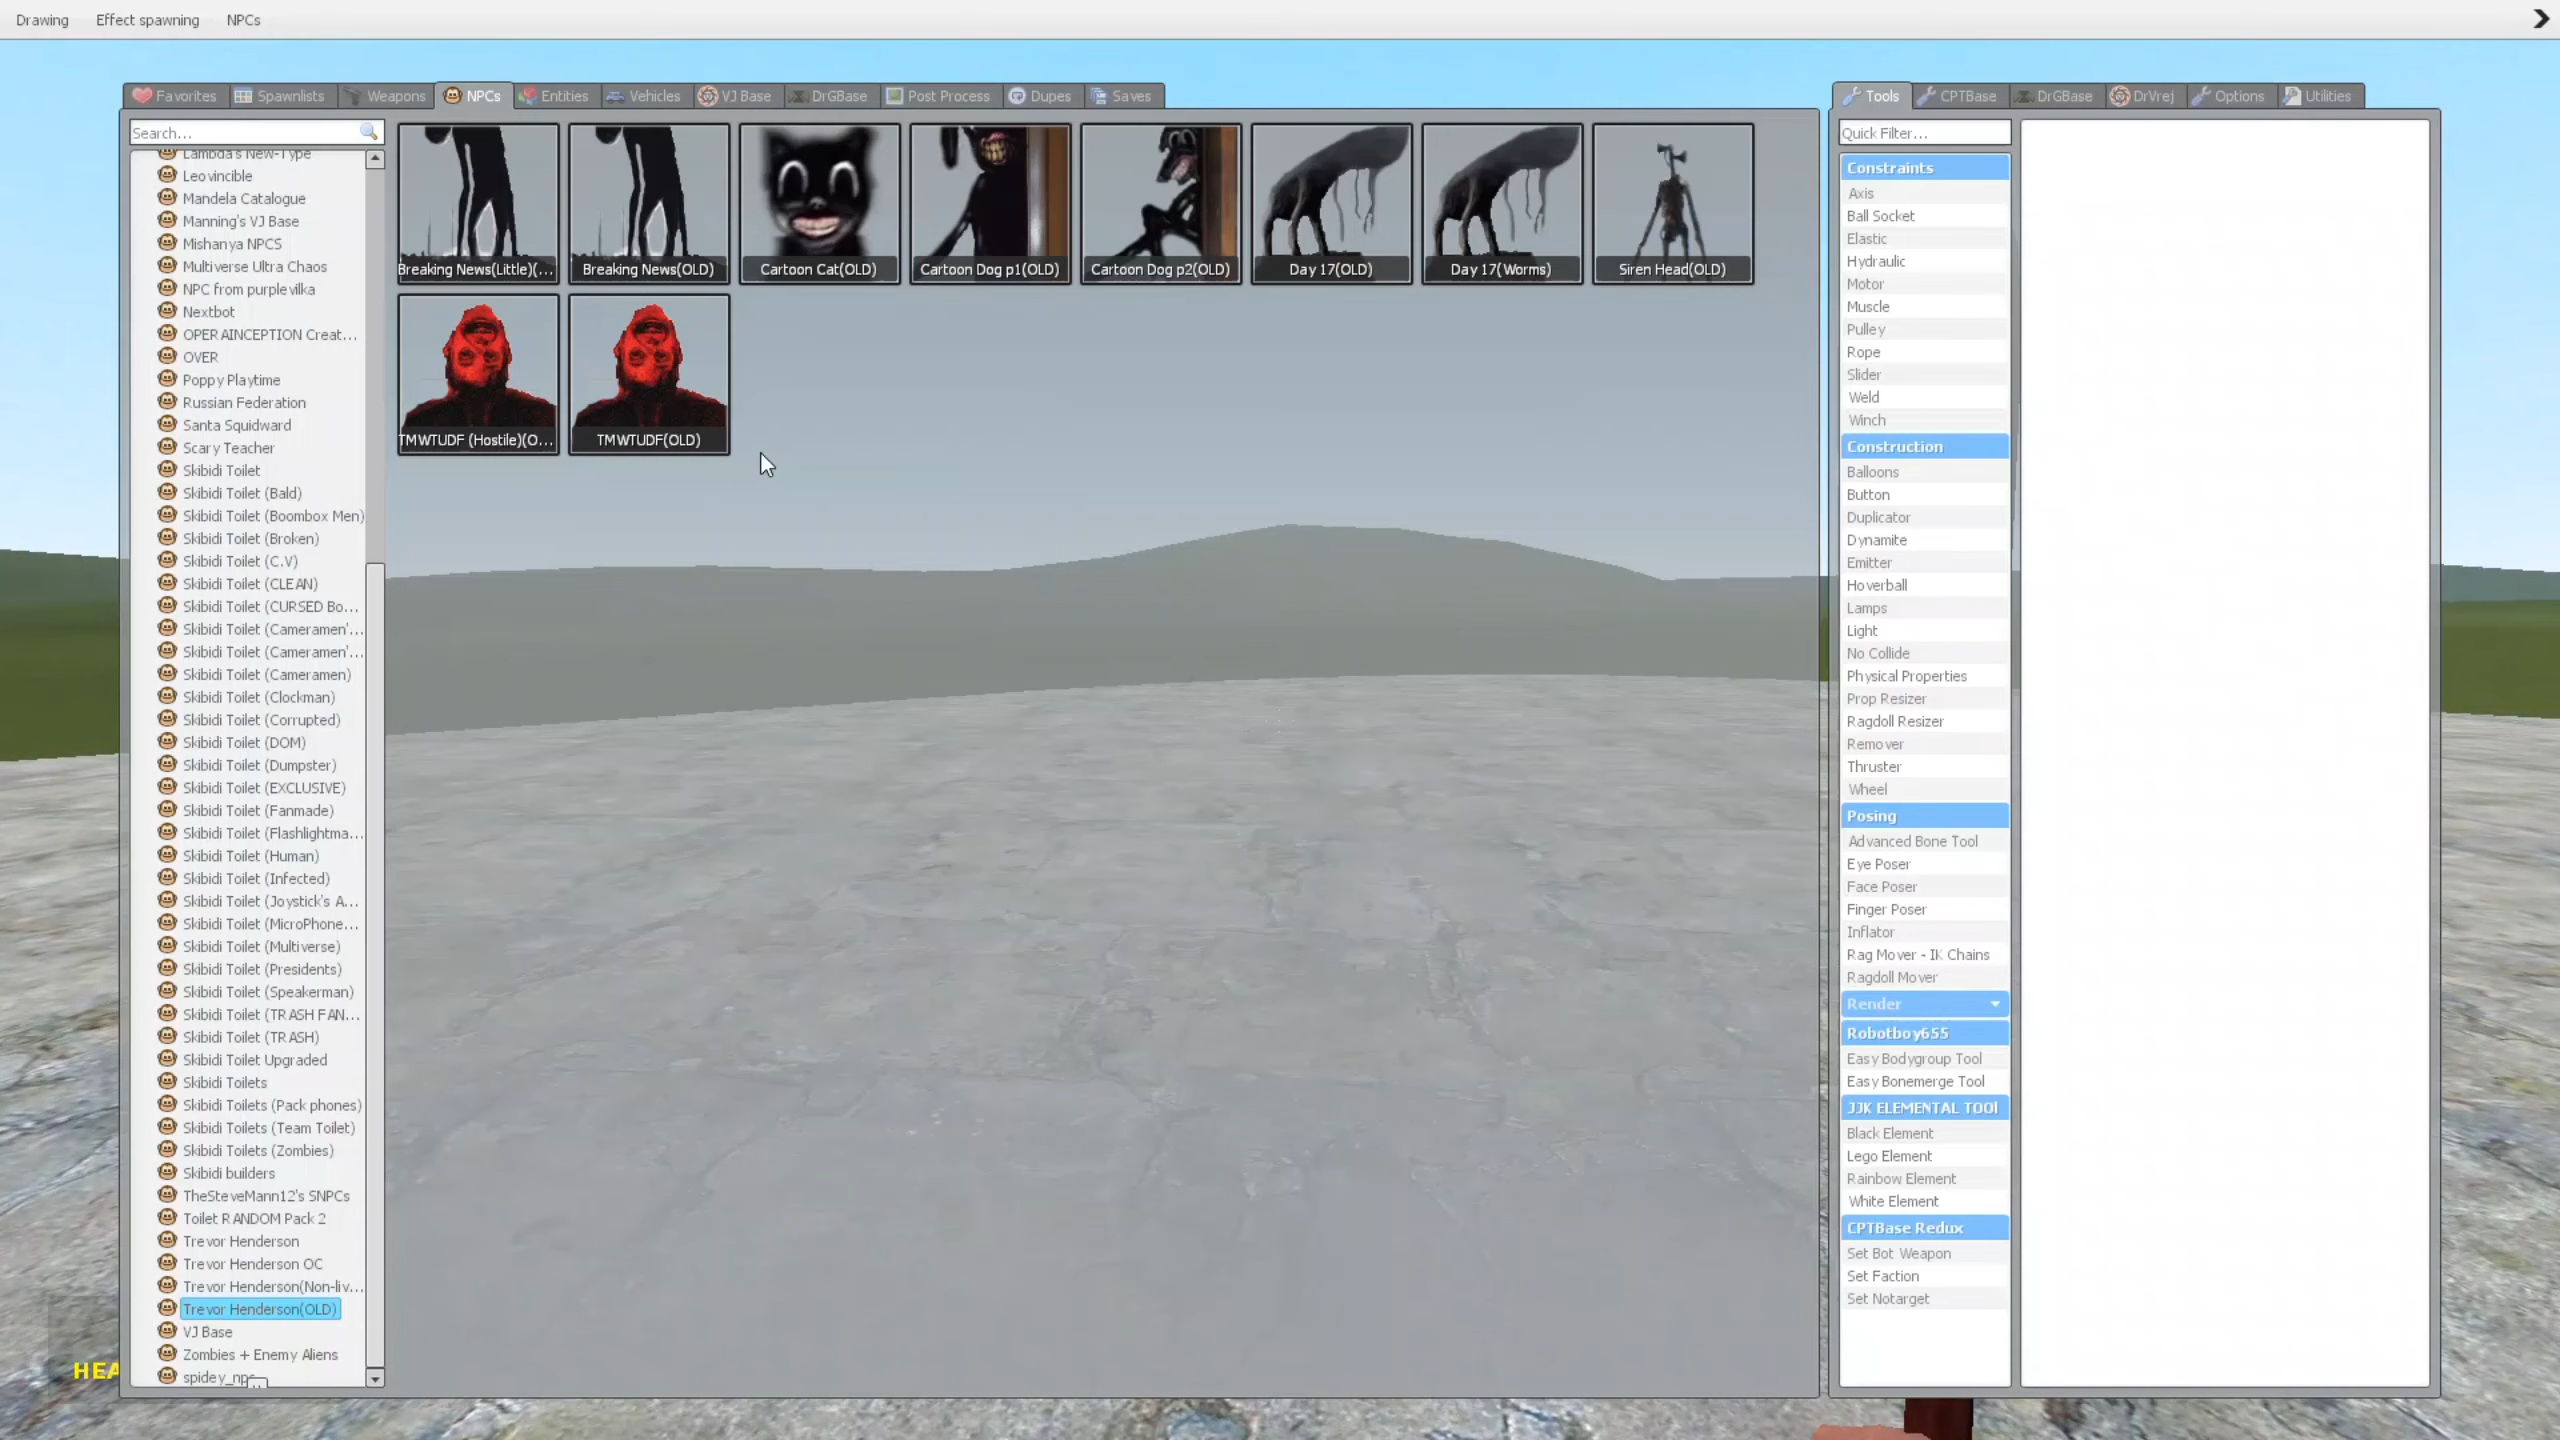 Drawing Effect spawning NPCs
Favorites Spawnlists Weapons NPCs Entities Vehicles VJ Base DrGBase Post Process Dupes Saves
Search...
Lambda's New-Type
Leovincible
Mandela Catalogue
Manning's VJ Base
Mishanya NPCS
Multiverse Ultra Chaos
NPC from purplevilka
Nextbot
OPERAINCEPTION Creat...
OVER
Poppy Playtime
Russian Federation
Santa Squidward
Scary Teacher
Skibidi Toilet
Skibidi Toilet (Bald)
Skibidi Toilet (Boombox Men)
Skibidi Toilet (Broken)
Skibidi Toilet (C.V)
Skibidi Toilet (CLEAN)
Skibidi Toilet (CURSED Bo...
Skibidi Toilet (Cameramen'...
Skibidi Toilet (Cameramen'...
Skibidi Toilet (Cameramen)
Skibidi Toilet (Clockman)
Skibidi Toilet (Corrupted)
Skibidi Toilet (DOM)
Skibidi Toilet (Dumpster)
Skibidi Toilet (EXCLUSIVE)
Skibidi Toilet (Fanmade)
Skibidi Toilet (Flashlightma...
Skibidi Toilet (Human)
Skibidi Toilet (Infected)
Skibidi Toilet (Joystick's A...
Skibidi Toilet (MicroPhone...
Skibidi Toilet (Multiverse)
Skibidi Toilet (Presidents)
Skibidi Toilet (Speakerman)
Skibidi Toilet (TRASH FAN...
Skibidi Toilet (TRASH)
Skibidi Toilet Upgraded
Skibidi Toilets
Skibidi Toilets (Pack phones)
Skibidi Toilets (Team Toilet)
Skibidi Toilets (Zombies)
Skibidi builders
TheSteveMann12's SNPCs
Toilet RANDOM Pack 2
Trevor Henderson
Trevor Henderson OC
Trevor Henderson(Non-liv...
Trevor Henderson(OLD)
VJ Base
Zombies + Enemy Aliens
spidey_npc
HEA
Breaking News(Little)(... Breaking News(OLD) Cartoon Cat(OLD) Cartoon Dog p1(OLD) Cartoon Dog p2(OLD) Day 17(OLD) Day 17(Worms) Siren Head(OLD)
TMWTUDF (Hostile)(O... TMWTUDF(OLD)
Tools CPTBase DrGBase DrVrej Options Utilities
Quick Filter...
Constraints
Axis
Ball Socket
Elastic
Hydraulic
Motor
Muscle
Pulley
Rope
Slider
Weld
Winch
Construction
Balloons
Button
Duplicator
Dynamite
Emitter
Hoverball
Lamps
Light
No Collide
Physical Properties
Prop Resizer
Ragdoll Resizer
Remover
Thruster
Wheel
Posing
Advanced Bone Tool
Eye Poser
Face Poser
Finger Poser
Inflator
Rag Mover - IK Chains
Ragdoll Mover
Render
Robotboy655
Easy Bodygroup Tool
Easy Bonemerge Tool
JJK ELEMENTAL TOOl
Black Element
Lego Element
Rainbow Element
White Element
CPTBase Redux
Set Bot Weapon
Set Faction
Set Notarget